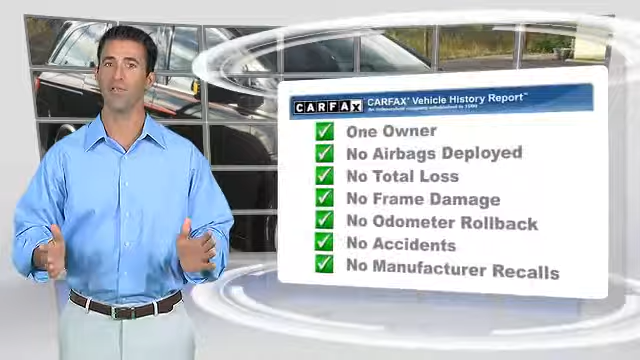 CARFAX CARFAX® Vehicle History Report™
One Owner
No Airbags Deployed
No Total Loss
No Frame Damage
No Odometer Rollback
No Accidents
No Manufacturer Recalls